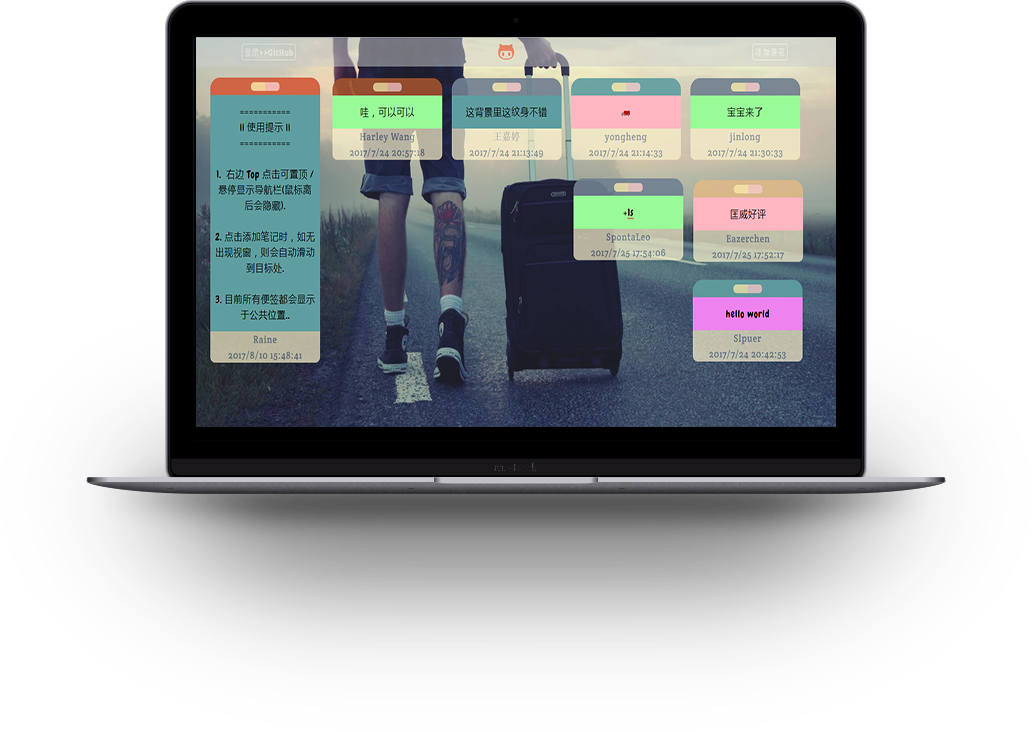 登录>>GitHub
添加便签
===========
|| 使用提示 ||
===========
1. 右边 Top 点击可置顶 /
悬停显示导航栏(鼠标离
后会隐藏).
2. 点击添加笔记时，如无
出现视窗，则会自动滑动
到目标处.
3. 目前所有便签都会显示
于公共位置..
Raine
2017/8/10 15:48:41
哇，可以可以
Harley Wang
2017/7/24 20:57:18
这背景里这纹身不错
王嘉婷
2017/7/24 21:13:49
yongheng
2017/7/24 21:14:33
宝宝来了
jinlong
2017/7/24 21:30:33
+1s
SpontaLeo
2017/7/25 17:54:06
匡威好评
Eazerchen
2017/7/25 17:52:17
hello world
Slpuer
2017/7/24 20:42:53